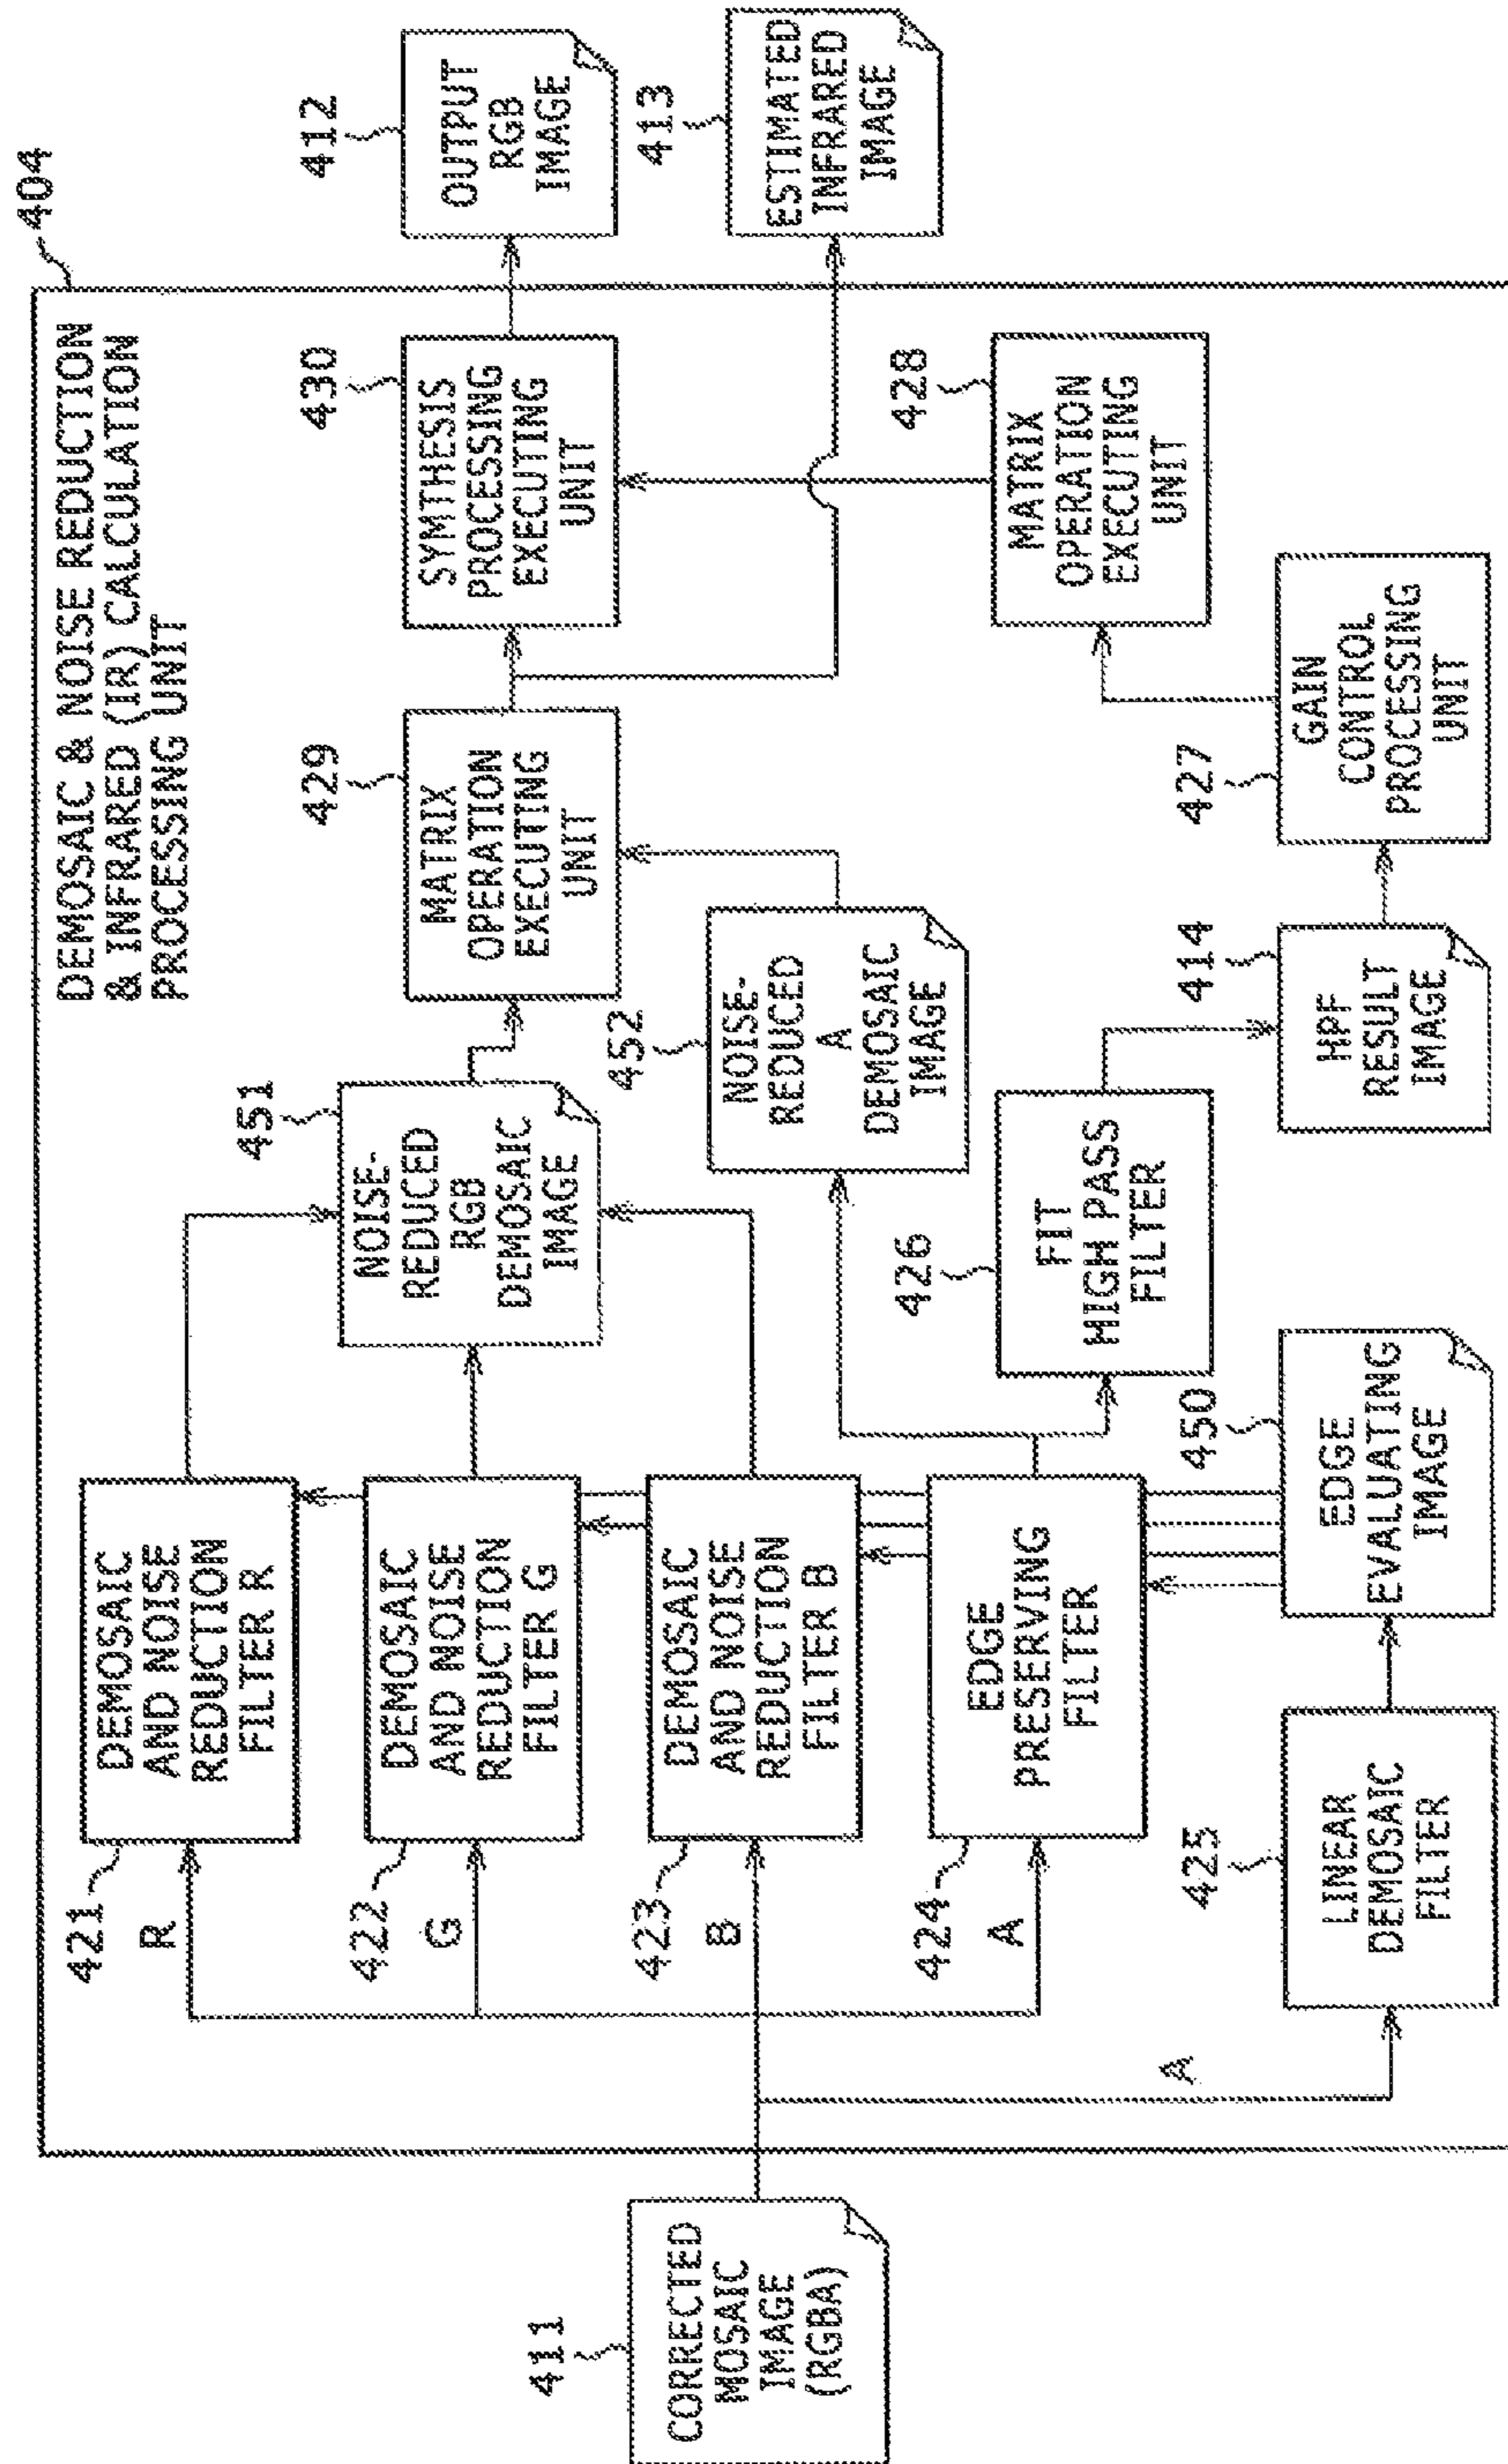 404
DEMOSAIC & NOISE REDUCTION
& INFRARED (IR) CALCULATION
PROCESSING UNIT
411
CORRECTED
MOSAIC
IMAGE
(RGBA)
421
R
DEMOSAIC
AND NOISE
REDUCTION
FILTER R
422
G
DEMOSAIC
AND NOISE
REDUCTION
FILTER G
423
B
DEMOSAIC
AND NOISE
REDUCTION
FILTER B
424
A
EDGE
PRESERVING
FILTER
A
425
LINEAR
DEMOSAIC
FILTER
450
EDGE
EVALUATING
IMAGE
451
NOISE-
REDUCED
RGB
DEMOSAIC
IMAGE
452
NOISE-
REDUCED
A
DEMOSAIC
IMAGE
426
FIT
HIGH PASS
FILTER
414
HPF
RESULT
IMAGE
429
MATRIX
OPERATION
EXECUTING
UNIT
427
GAIN
CONTROL
PROCESSING
UNIT
428
MATRIX
OPERATION
EXECUTING
UNIT
430
SYMTHESIS
PROCESSING
EXECUTING
UNIT
412
OUTPUT
RGB
IMAGE
413
ESTIMATED
INFRARED
IMAGE